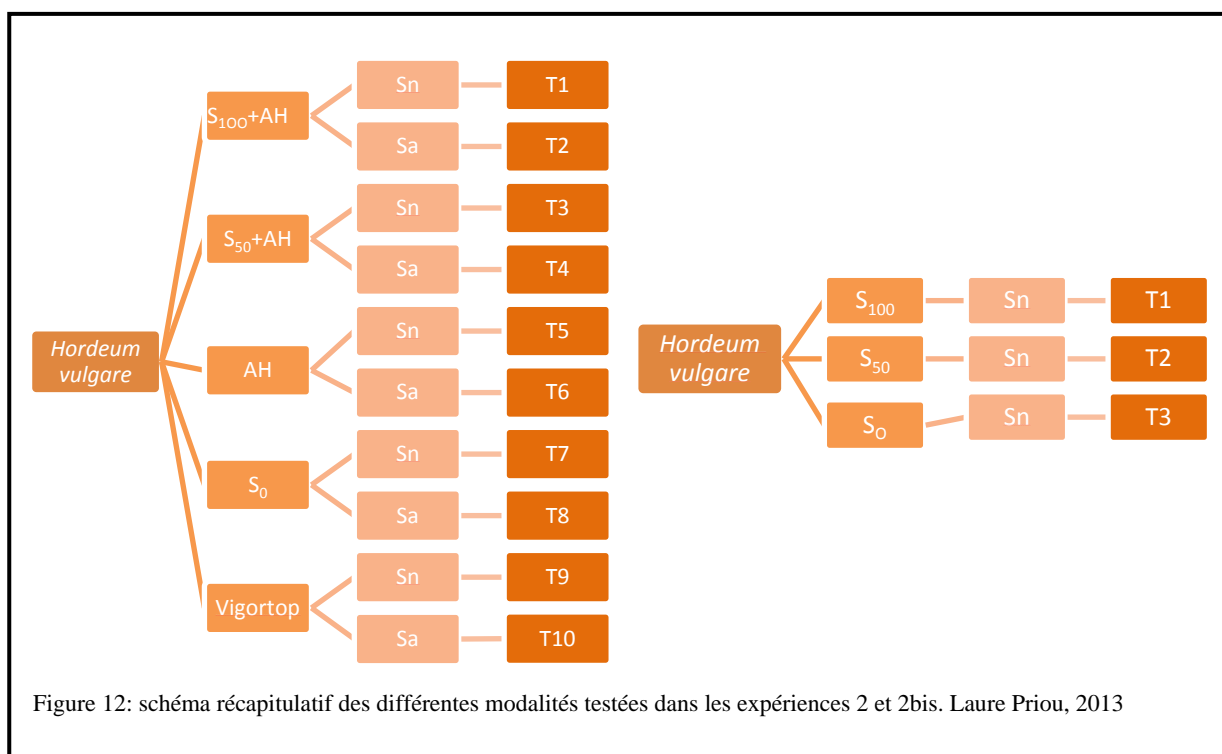 Hordeum
vulgare
S₁OO+AH
Sn
T1
Sa
T2
S₅₀+AH
Sn
T3
Sa
T4
AH
Sn
T5
Sa
T6
S₀
Sn
T7
Sa
T8
Vigortop
Sn
T9
Sa
T10
Hordeum
vulgare
S₁₀₀
Sn
T1
S₅₀
Sn
T2
SO
Sn
T3
Figure 12: schéma récapitulatif des différentes modalités testées dans les expériences 2 et 2bis. Laure Priou, 2013